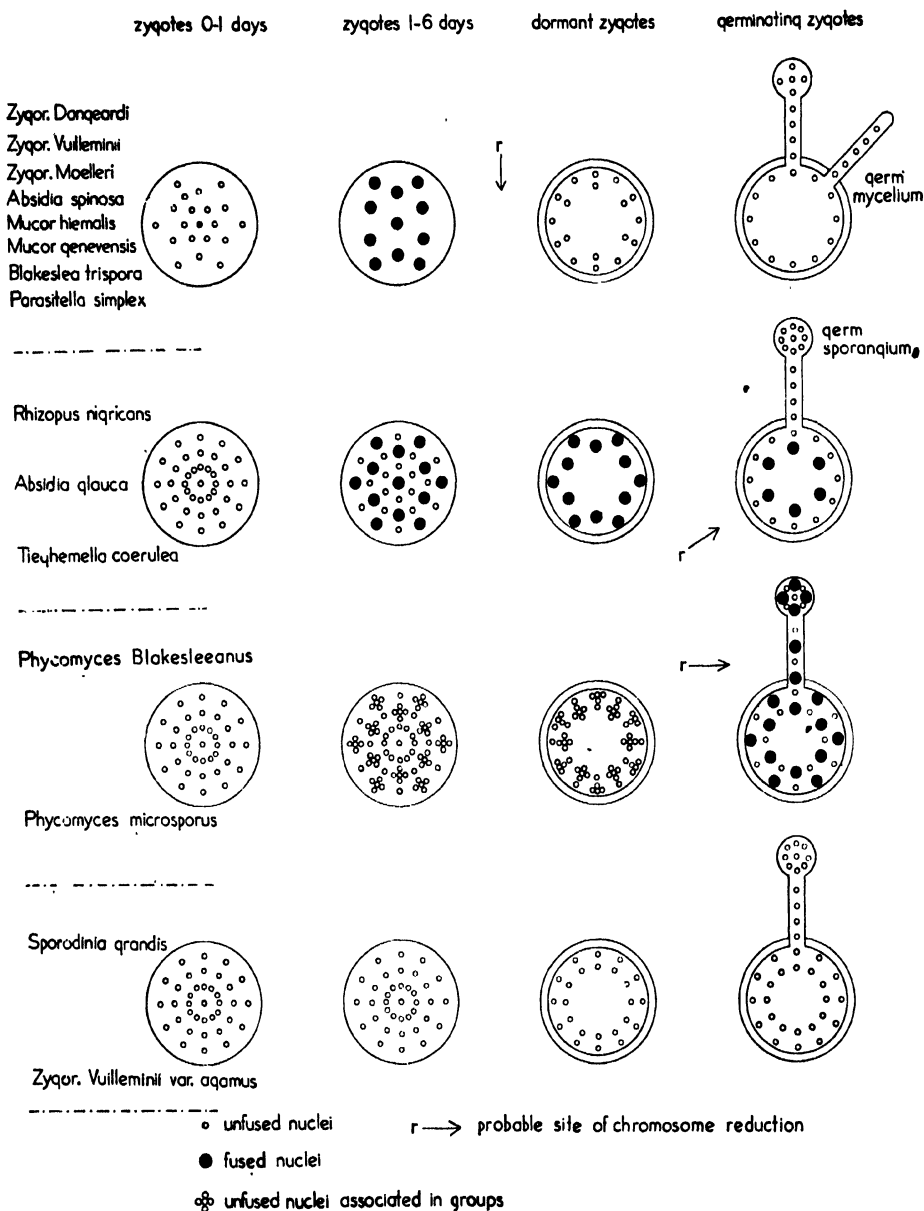 zygotes 0-1 days zygotes 1-6 days dormant zygotes germinating zygotes
Zygor. Dangeardi
Zygor. Vuilleminii
Zygor. Moelleri
Absidia spinosa
Mucor hiemalis
Mucor genevensis
Blakeslea trispora
Parasitella simplex
r
germ
mycelium
germ
sporangium
Rhizopus nigricans
Absidia glauca
Tieghemella coerulea
r
Phycomyces Blakesleeanus
r
Phycomyces microsporus
Sporodinia grandis
Zygor. Vuilleminii var. agamus
unfused nuclei r probable site of chromosome reduction
fused nuclei
unfused nuclei associated in groups